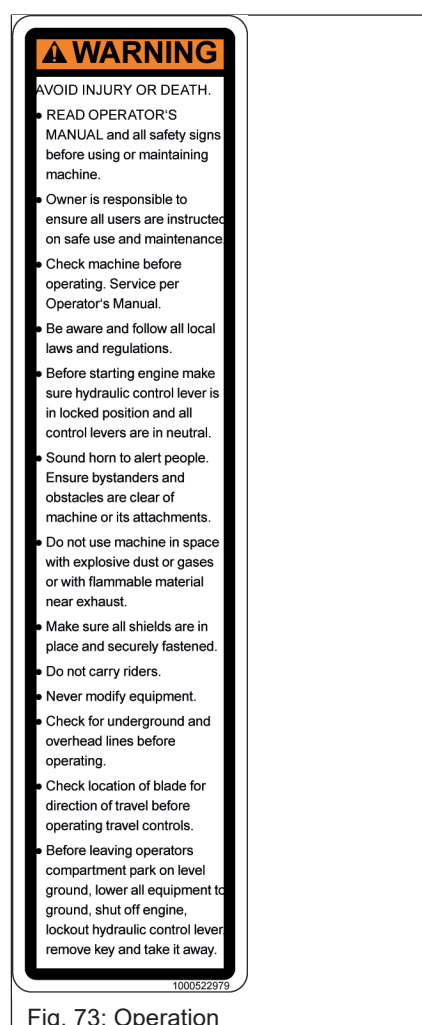 WARNING
AVOID INJURY OR DEATH.
• READ OPERATOR'S
MANUAL and all safety signs
before using or maintaining
machine.
• Owner is responsible to
ensure all users are instructed
on safe use and maintenance
• Check machine before
operating. Service per
Operator's Manual.
• Be aware and follow all local
laws and regulations.
• Before starting engine make
sure hydraulic control lever is
in locked position and all
control levers are in neutral.
• Sound horn to alert people.
Ensure bystanders and
obstacles are clear of
machine or its attachments.
• Do not use machine in space
with explosive dust or gases
or with flammable material
near exhaust.
• Make sure all shields are in
place and securely fastened.
• Do not carry riders.
• Never modify equipment.
• Check for underground and
overhead lines before
operating.
• Check location of blade for
direction of travel before
operating travel controls.
• Before leaving operators
compartment park on level
ground, lower all equipment to
ground, shut off engine,
lockout hydraulic control lever
remove key and take it away.
1000522979
Fig. 73: Operation